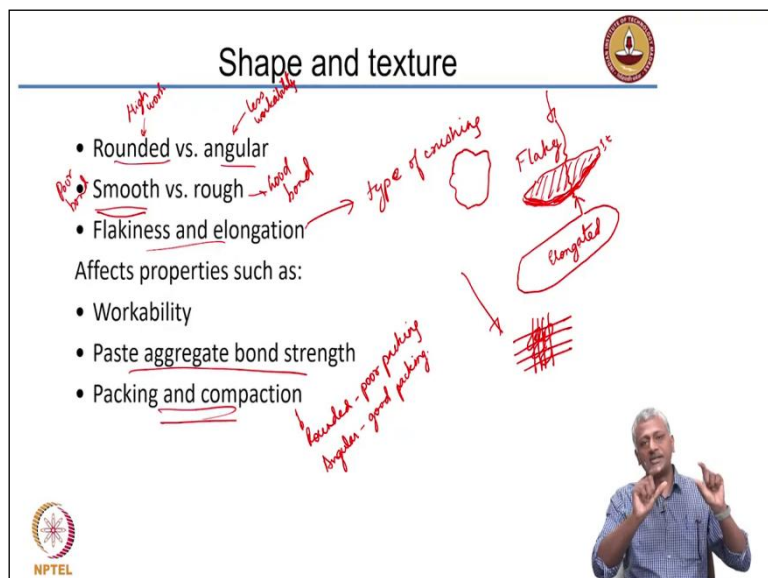 Shape and texture
High work
less workability
• Rounded vs. angular
Poor bond
• Smooth vs. rough → Good bond
• Flakiness and elongation
type of crushing
Flaky
Elongated
Affects properties such as:
• Workability
• Paste aggregate bond strength
• Packing and compaction
Rounded - poor packing
Angular - good packing.
NPTEL